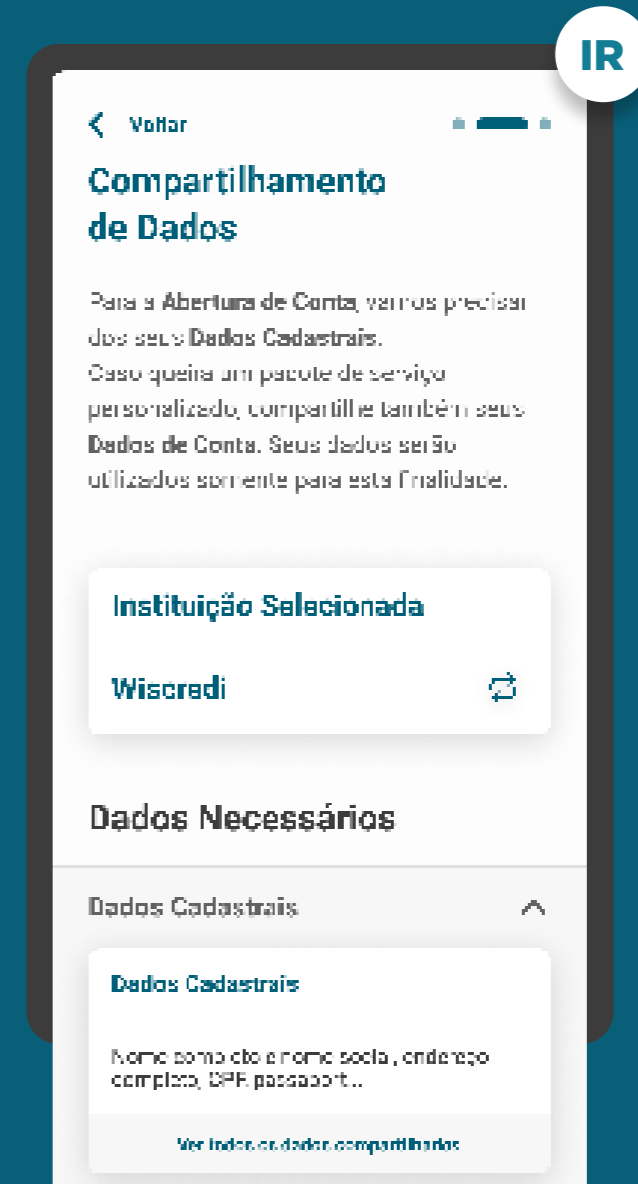 IR
Voltar
Compartilhamento
de Dados
Para a Abertura de Conta, vamos precisar
dos seus Dados Cadastrais.
Caso queira um pacote de serviço
personalizado, compartilhe também seus
Dados de Conta. Seus dados serão
utilizados somente para esta finalidade.
Instituição Selecionada
Wiscredi
Dados Necessários
Dados Cadastrais
Dados Cadastrais
Nome completo e nome social, endereço
completo, CPF, passaport...
Ver todos os dados compartilhados